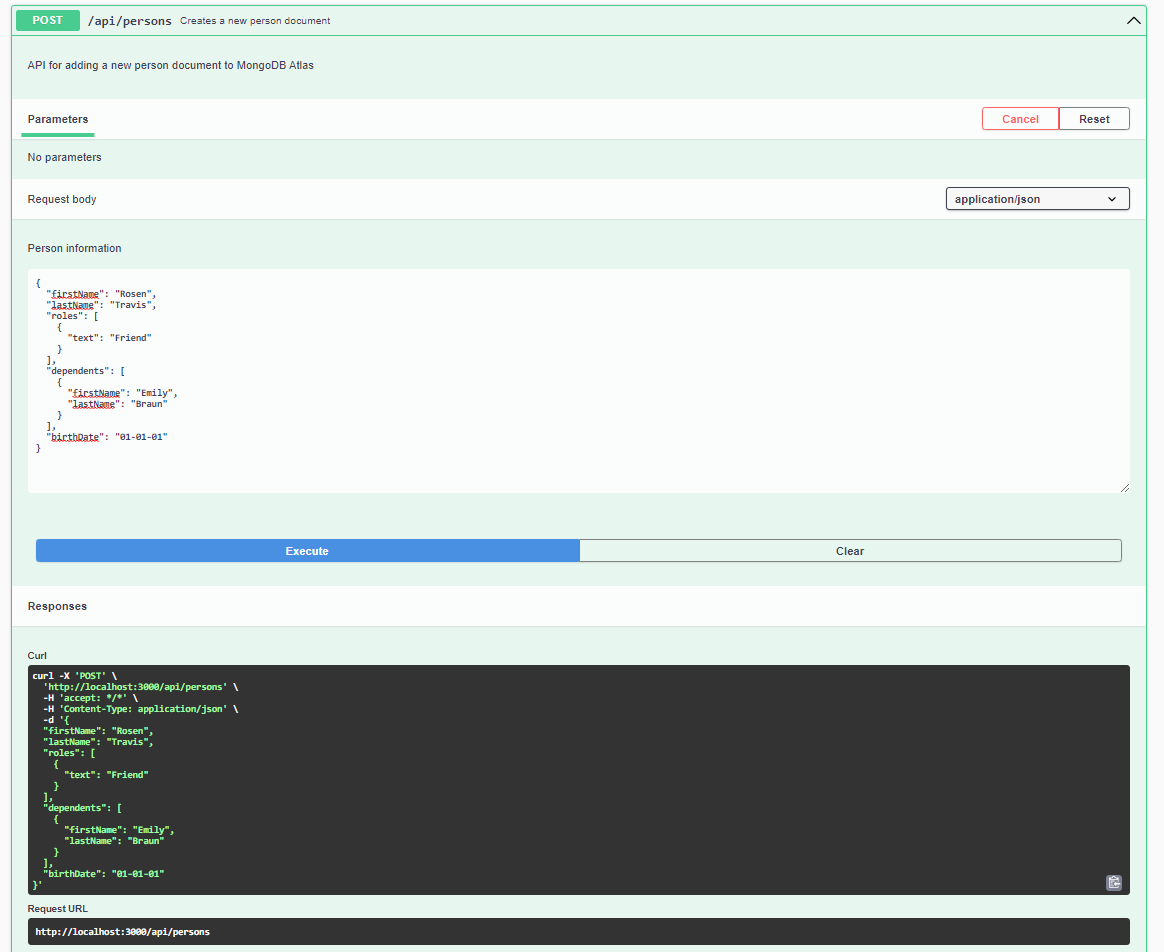 POST /api/persons Creates a new person document
API for adding a new person document to MongoDB Atlas
Parameters
Cancel Reset
No parameters
Request body
application/json
Person information
{
  "firstName": "Rosen",
  "lastName": "Travis",
  "roles": [
    {
      "text": "Friend"
    }
  ],
  "dependents": [
    {
      "firstName": "Emily",
      "lastName": "Braun"
    }
  ],
  "birthDate": "01-01-01"
}
Execute Clear
Responses
Curl
curl -X 'POST' \
  'http://localhost:3000/api/persons' \
  -H 'accept: */*' \
  -H 'Content-Type: application/json' \
  -d '{
  "firstName": "Rosen",
  "lastName": "Travis",
  "roles": [
    {
      "text": "Friend"
    }
  ],
  "dependents": [
    {
      "firstName": "Emily",
      "lastName": "Braun"
    }
  ],
  "birthDate": "01-01-01"
}'
Request URL
http://localhost:3000/api/persons